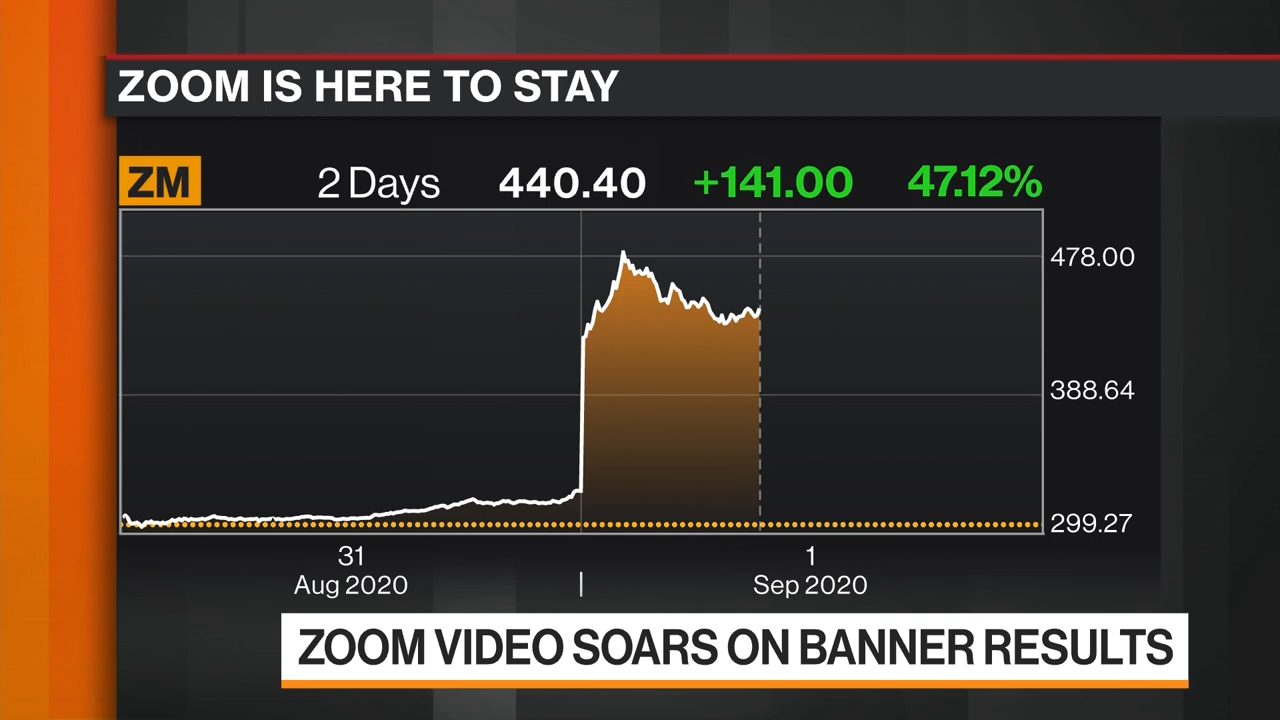 ZOOM IS HERE TO STAY
ZM 2 Days 440.40 +141.00 47.12%
478.00
388.64
299.27
31 1
Aug 2020 | Sep 2020
ZOOM VIDEO SOARS ON BANNER RESULTS